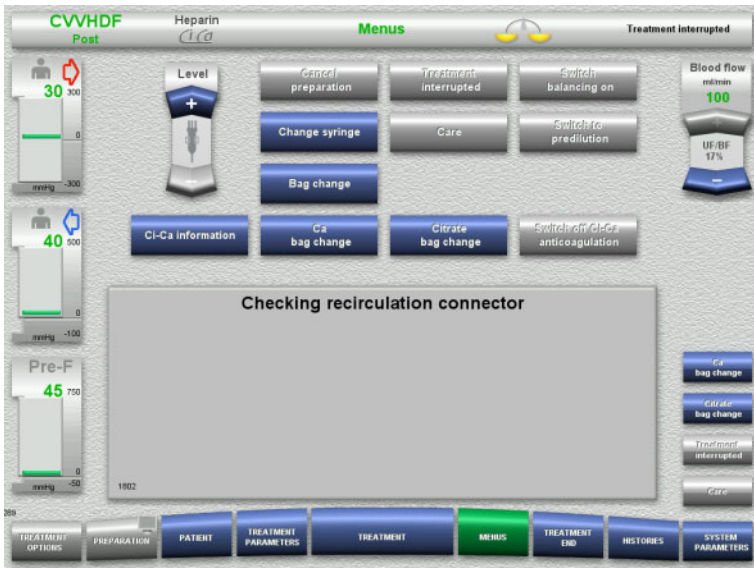 CVVHDF
Post
Heparin
Ci Ca
Menus
Treatment interrupted
30
300
0
mmHg
-300
40
500
0
mmHg
-100
Pre-F
45
750
0
mmHg
-50
Level
+
−
Cancel
preparation
Treatment
interrupted
Switch
balancing on
Change syringe
Care
Switch to
predilution
Bag change
Ci-Ca information
Ca
bag change
Citrate
bag change
Switch off Ci-Ca
anticoagulation
Blood flow
ml/min
100
+
UF/BF
17%
−
Checking recirculation connector
1802
Ca
bag change
Citrate
bag change
Treatment
interrupted
Care
289
TREATMENT
OPTIONS
PREPARATION
PATIENT
TREATMENT
PARAMETERS
TREATMENT
MENUS
TREATMENT
END
HISTORIES
SYSTEM
PARAMETERS